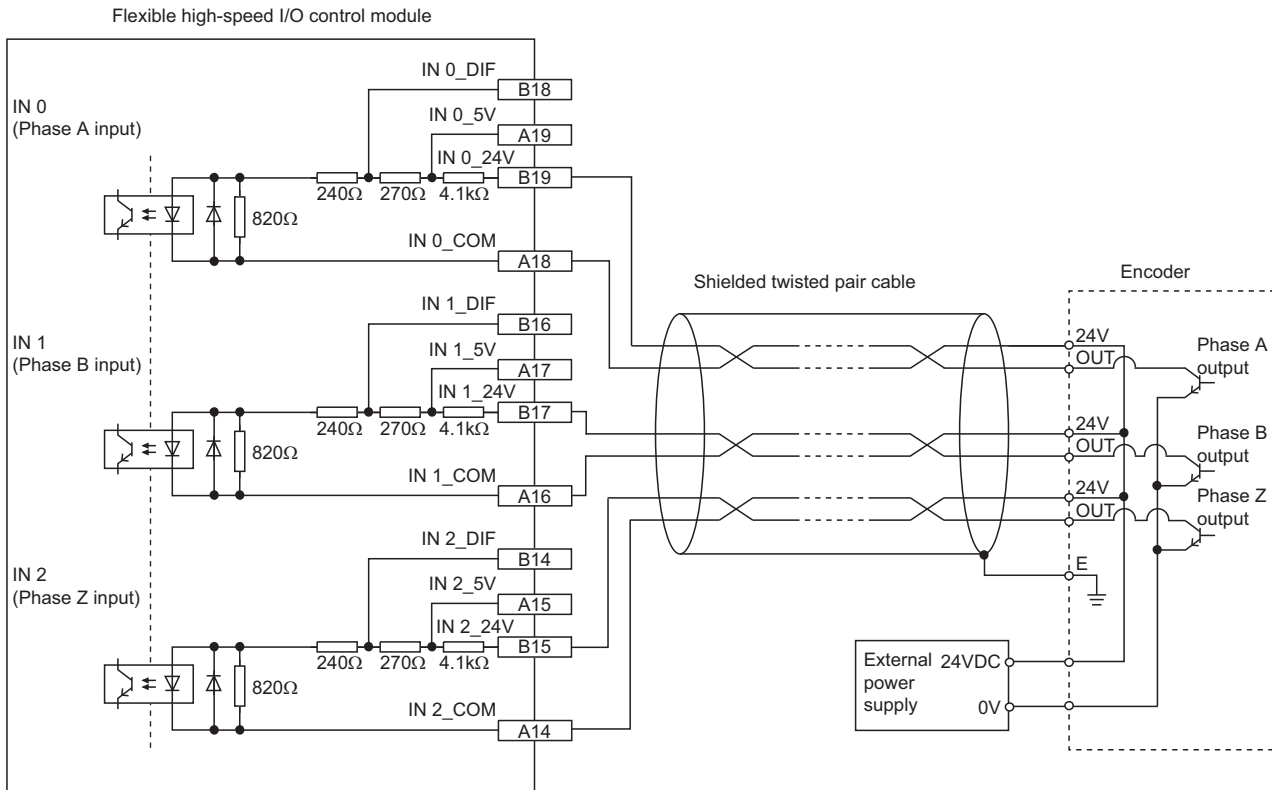 Flexible high-speed I/O control module
IN 0
(Phase A input)
IN 0_DIF
B18
IN 0_5V
A19
IN 0_24V
B19
240Ω
270Ω
4.1kΩ
820Ω
IN 0_COM
A18
IN 1
(Phase B input)
IN 1_DIF
B16
IN 1_5V
A17
IN 1_24V
B17
240Ω
270Ω
4.1kΩ
820Ω
IN 1_COM
A16
IN 2
(Phase Z input)
IN 2_DIF
B14
IN 2_5V
A15
IN 2_24V
B15
240Ω
270Ω
4.1kΩ
820Ω
IN 2_COM
A14
Shielded twisted pair cable
Encoder
24V
OUT
Phase A
output
24V
OUT
Phase B
output
24V
OUT
Phase Z
output
E
External
power
supply
24VDC
0V